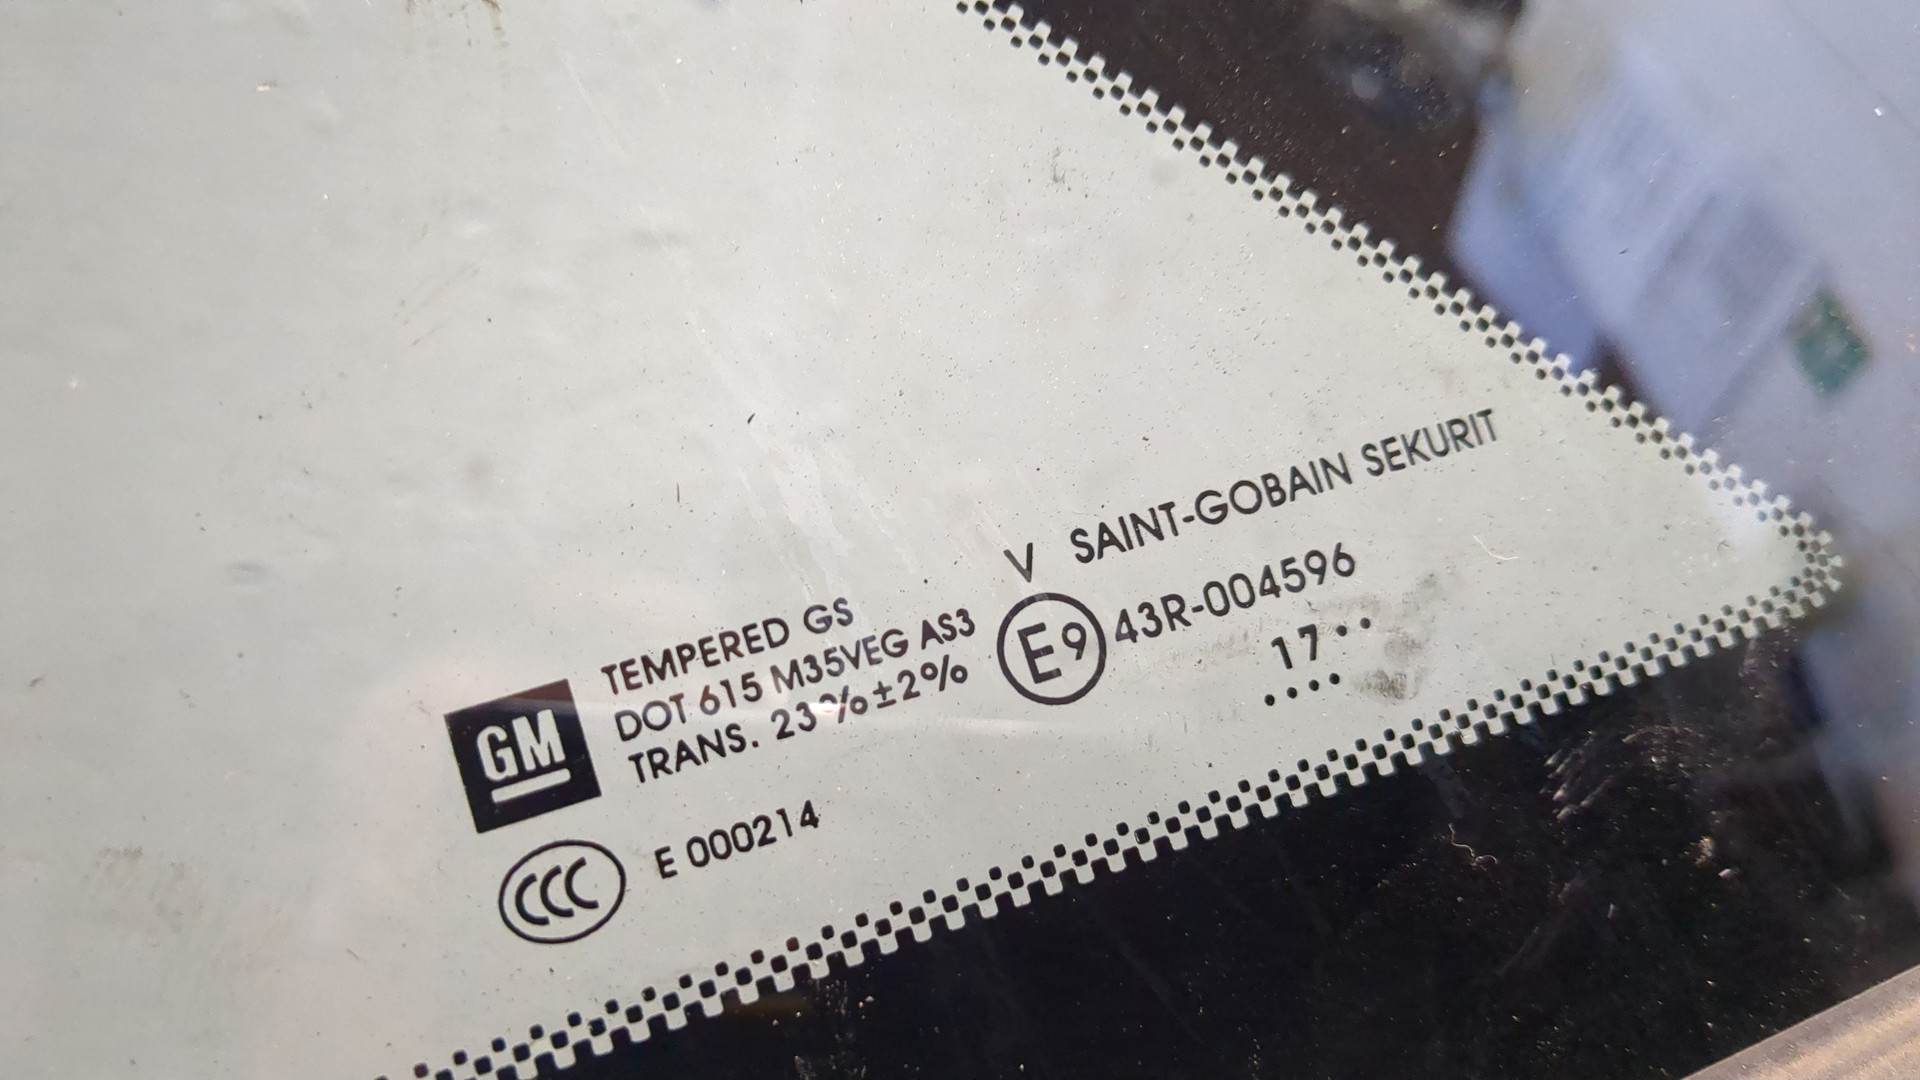 V SAINT-GOBAIN SEKURIT
TEMPERED GS
DOT 615 M35VEG AS3
TRANS. 23%±2%
E9 43R-004596
17··
····
GM
CCC E 000214